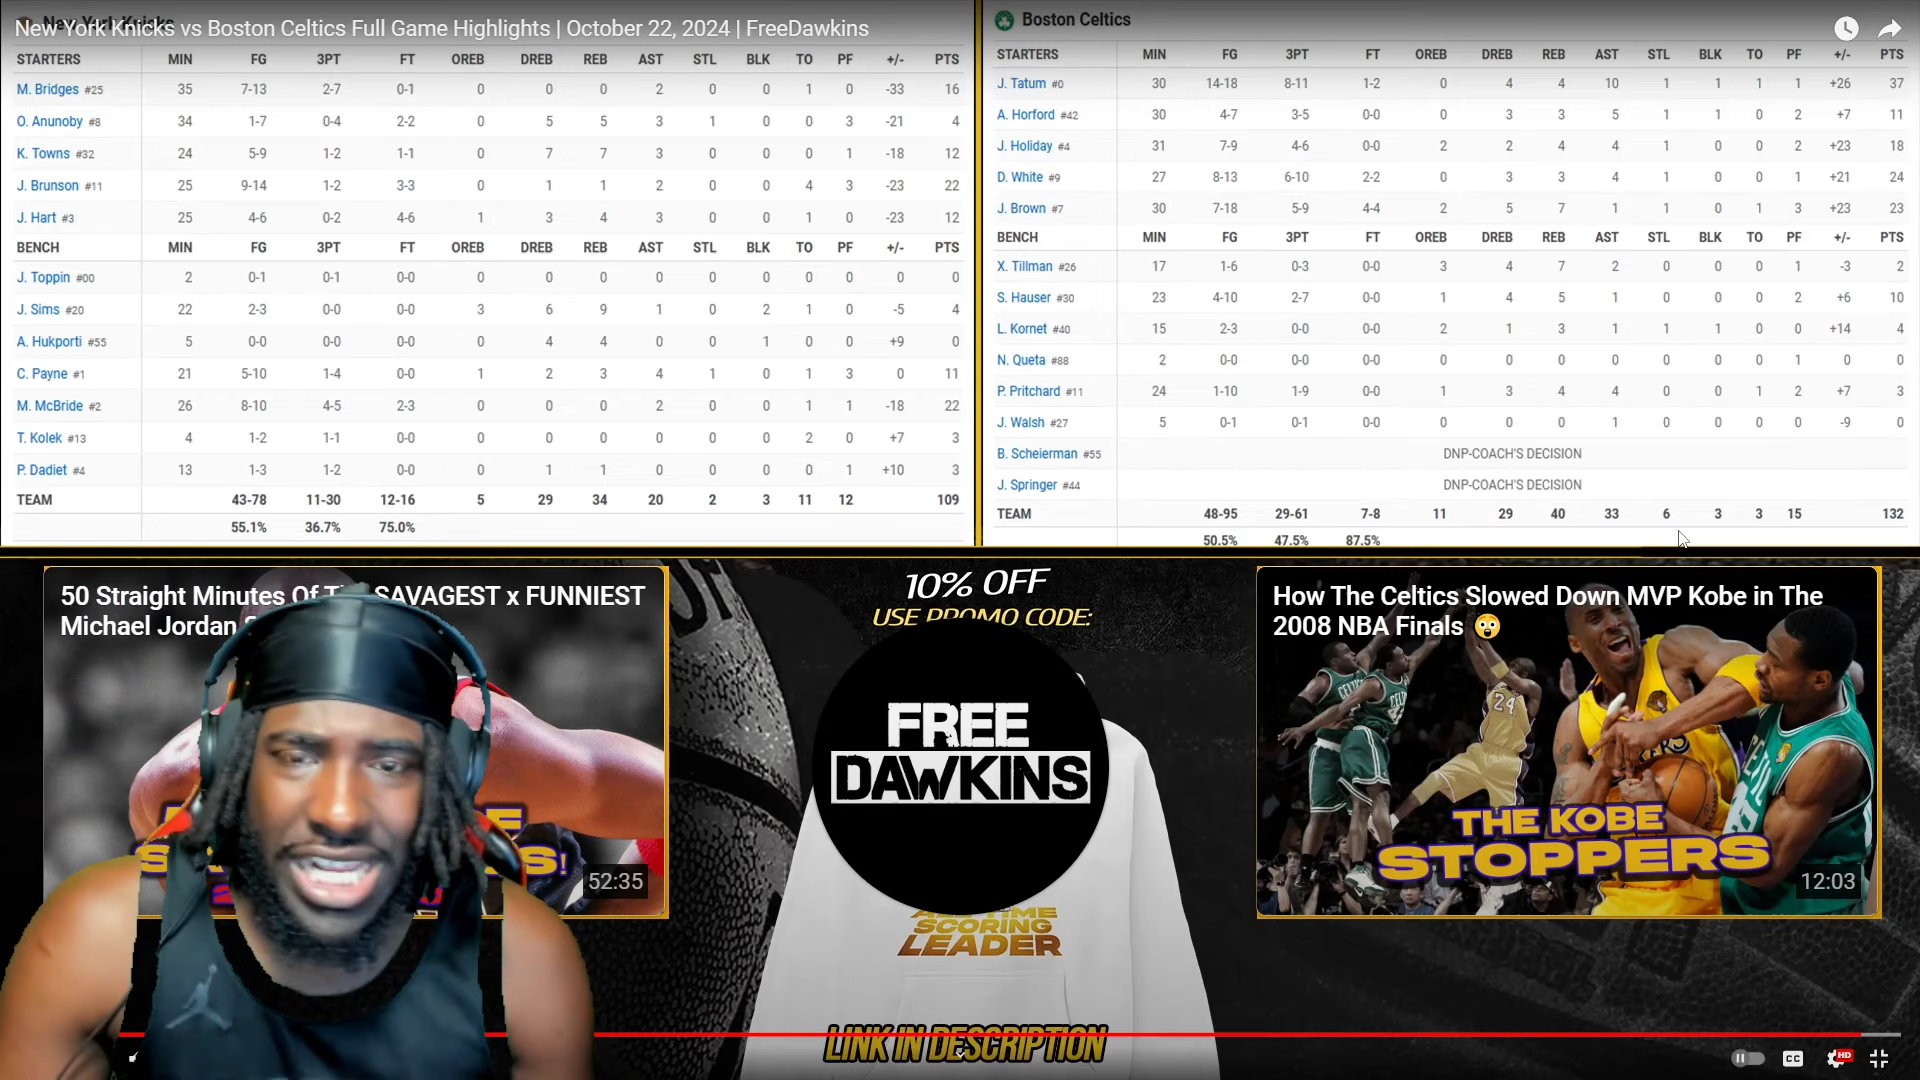 New York Knicks
New York Knicks vs Boston Celtics Full Game Highlights | October 22, 2024 | FreeDawkins
STARTERS MIN FG 3PT FT OREB DREB REB AST STL BLK TO PF +/- PTS
M. Bridges #25 35 7-13 2-7 0-1 0 0 0 2 0 0 1 0 -33 16
O. Anunoby #8 34 1-7 0-4 2-2 0 5 5 3 1 0 0 3 -21 4
K. Towns #32 24 5-9 1-2 1-1 0 7 7 3 0 0 0 1 -18 12
J. Brunson #11 25 9-14 1-2 3-3 0 1 1 2 0 0 4 3 -23 22
J. Hart #3 25 4-6 0-2 4-6 1 3 4 3 0 0 1 0 -23 12
BENCH MIN FG 3PT FT OREB DREB REB AST STL BLK TO PF +/- PTS
J. Toppin #00 2 0-1 0-1 0-0 0 0 0 0 0 0 0 0 0 0
J. Sims #20 22 2-3 0-0 0-0 3 6 9 1 0 2 1 0 -5 4
A. Hukporti #55 5 0-0 0-0 0-0 0 4 4 0 0 1 0 0 +9 0
C. Payne #1 21 5-10 1-4 0-0 1 2 3 4 1 0 1 3 0 11
M. McBride #2 26 8-10 4-5 2-3 0 0 0 2 0 0 1 1 -18 22
T. Kolek #13 4 1-2 1-1 0-0 0 0 0 0 0 0 2 0 +7 3
P. Dadiet #4 13 1-3 1-2 0-0 0 1 1 0 0 0 0 1 +10 3
TEAM 43-78 11-30 12-16 5 29 34 20 2 3 11 12 109
55.1% 36.7% 75.0%
Boston Celtics
STARTERS MIN FG 3PT FT OREB DREB REB AST STL BLK TO PF +/- PTS
J. Tatum #0 30 14-18 8-11 1-2 0 4 4 10 1 1 1 1 +26 37
A. Horford #42 30 4-7 3-5 0-0 0 3 3 5 1 1 0 2 +7 11
J. Holiday #4 31 7-9 4-6 0-0 2 2 4 4 1 0 0 2 +23 18
D. White #9 27 8-13 6-10 2-2 0 3 3 4 1 0 0 1 +21 24
J. Brown #7 30 7-18 5-9 4-4 2 5 7 1 1 0 1 3 +23 23
BENCH MIN FG 3PT FT OREB DREB REB AST STL BLK TO PF +/- PTS
X. Tillman #26 17 1-6 0-3 0-0 3 4 7 2 0 0 0 1 -3 2
S. Hauser #30 23 4-10 2-7 0-0 1 4 5 1 0 0 0 2 +6 10
L. Kornet #40 15 2-3 0-0 0-0 2 1 3 1 1 1 0 0 +14 4
N. Queta #88 2 0-0 0-0 0-0 0 0 0 0 0 0 0 1 0 0
P. Pritchard #11 24 1-10 1-9 0-0 1 3 4 4 0 0 1 2 +7 3
J. Walsh #27 5 0-1 0-1 0-0 0 0 0 1 0 0 0 0 -9 0
B. Scheierman #55 DNP-COACH'S DECISION
J. Springer #44 DNP-COACH'S DECISION
TEAM 48-95 29-61 7-8 11 29 40 33 6 3 3 15 132
50.5% 47.5% 87.5%
50 Straight Minutes Of SAVAGEST x FUNNIEST
Michael Jordan
52:35
10% OFF
USE PROMO CODE:
FREE
DAWKINS
ALL TIME
SCORING
LEADER
LINK IN DESCRIPTION
How The Celtics Slowed Down MVP Kobe in The
2008 NBA Finals 😲
24
THE KOBE
STOPPERS
12:03
CC
HD